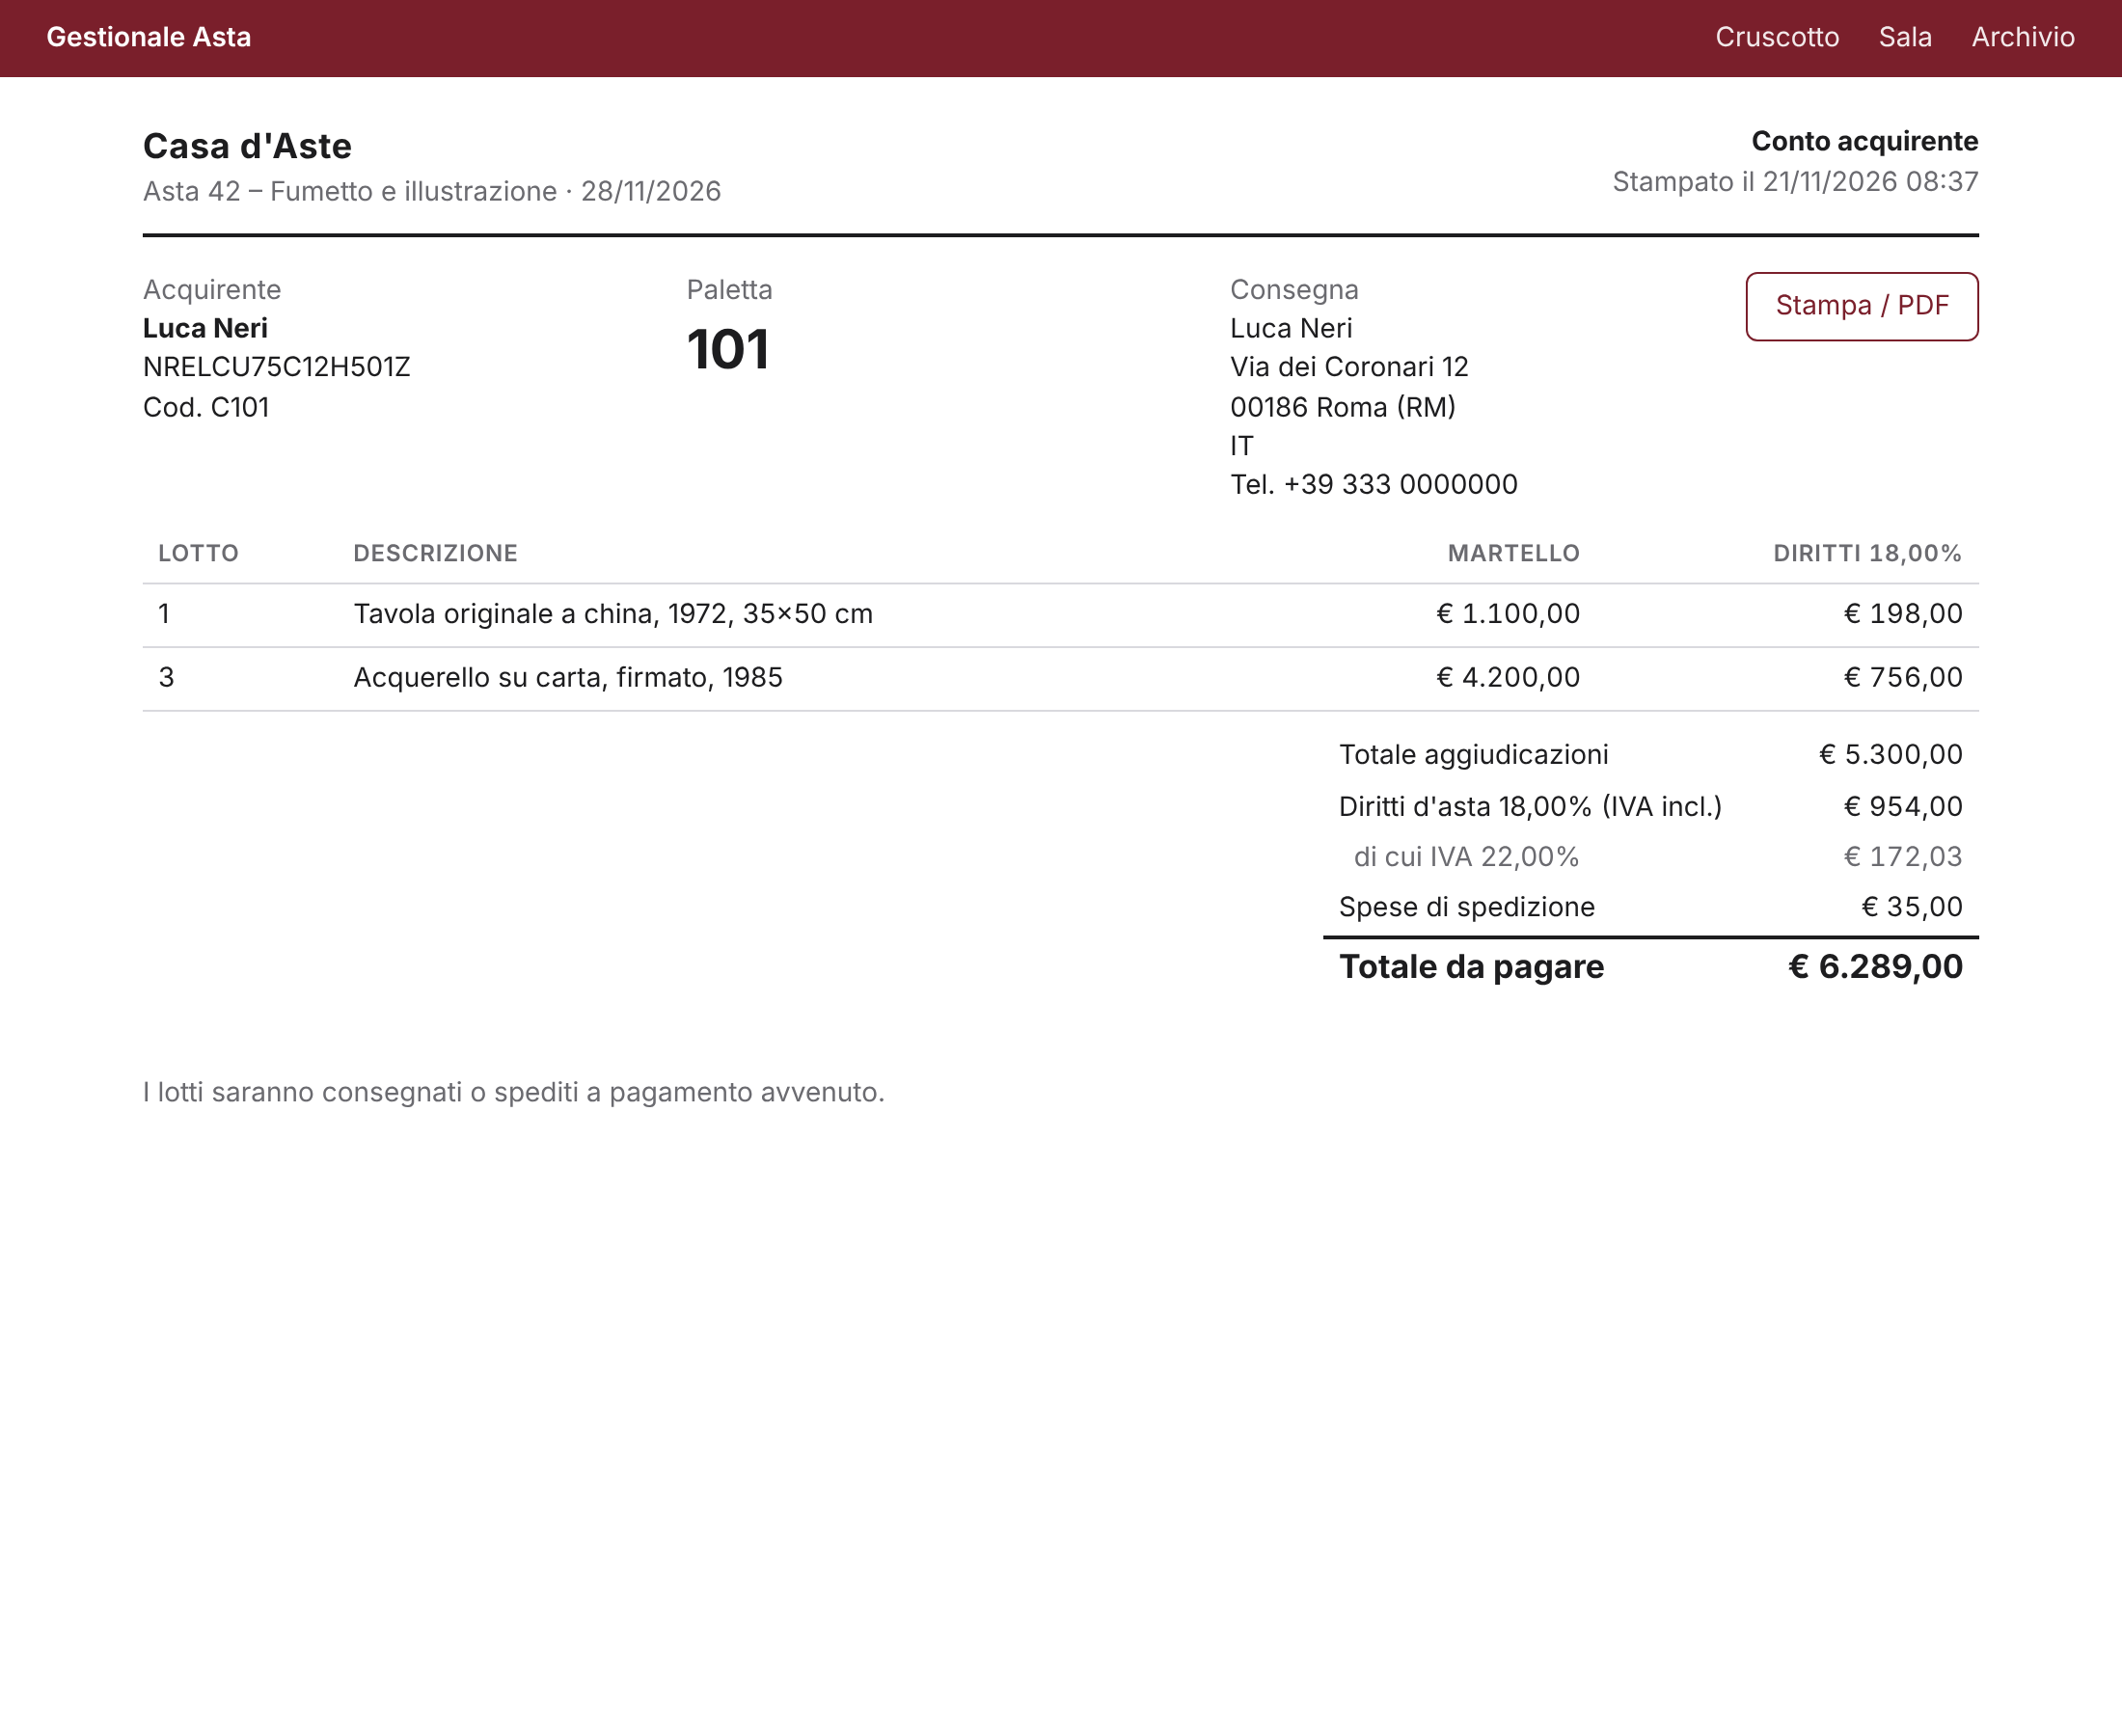 Gestionale Asta
Cruscotto Sala Archivio
Casa d'Aste
Asta 42 – Fumetto e illustrazione · 28/11/2026
Conto acquirente
Stampato il 21/11/2026 08:37
Acquirente
Luca Neri
NRELCU75C12H501Z
Cod. C101
Paletta
101
Consegna
Luca Neri
Via dei Coronari 12
00186 Roma (RM)
IT
Tel. +39 333 0000000
Stampa / PDF
LOTTO DESCRIZIONE MARTELLO DIRITTI 18,00%
1 Tavola originale a china, 1972, 35×50 cm € 1.100,00 € 198,00
3 Acquerello su carta, firmato, 1985 € 4.200,00 € 756,00
Totale aggiudicazioni € 5.300,00
Diritti d'asta 18,00% (IVA incl.) € 954,00
di cui IVA 22,00% € 172,03
Spese di spedizione € 35,00
Totale da pagare € 6.289,00
I lotti saranno consegnati o spediti a pagamento avvenuto.